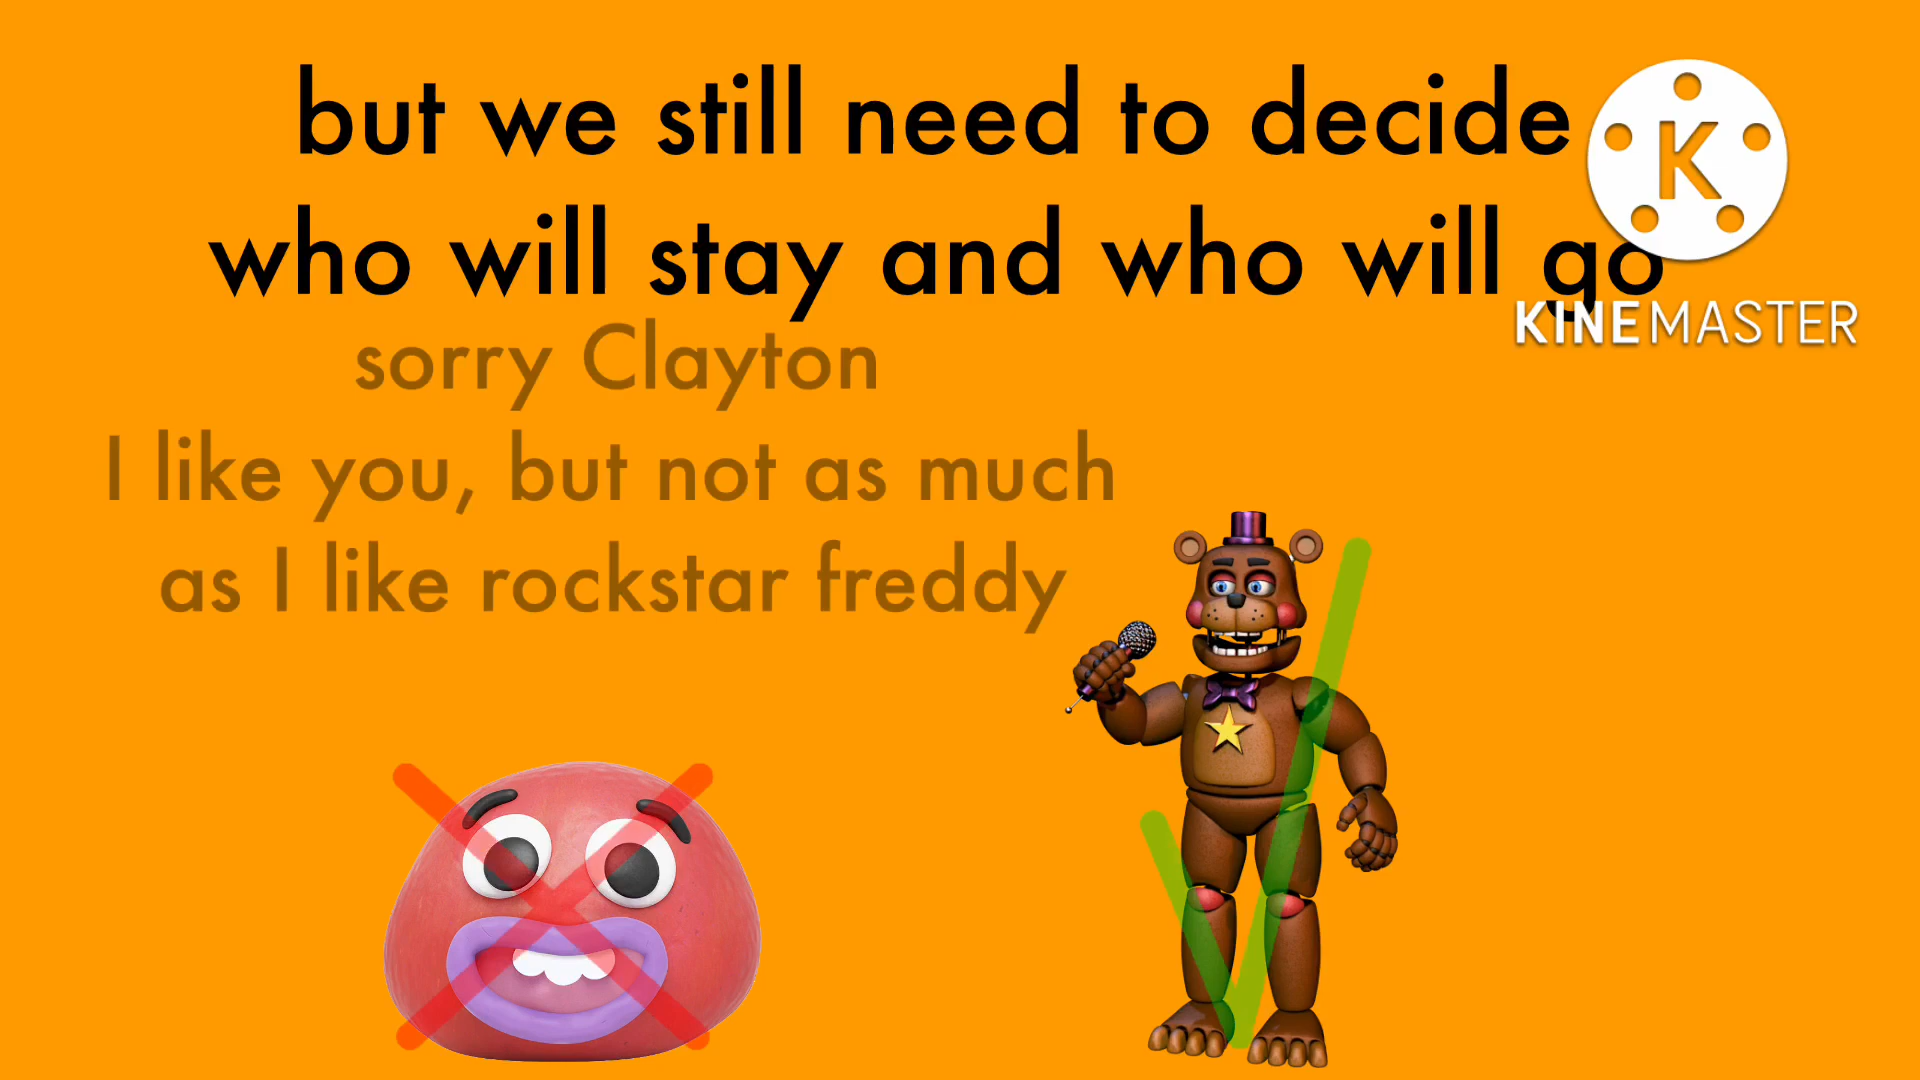 but we still need to decide
who will stay and who will go
K
KINEMASTER
sorry Clayton
I like you, but not as much
as I like rockstar freddy